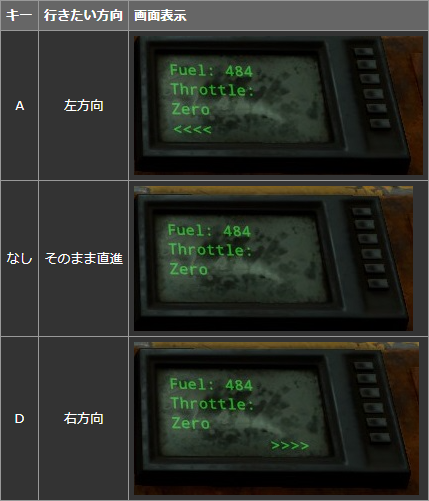 キー 行きたい方向 画面表示
A 左方向
Fuel: 484
Throttle:
Zero
<<<<
なし そのまま直進
Fuel: 484
Throttle:
Zero
D 右方向
Fuel: 484
Throttle:
Zero
>>>>